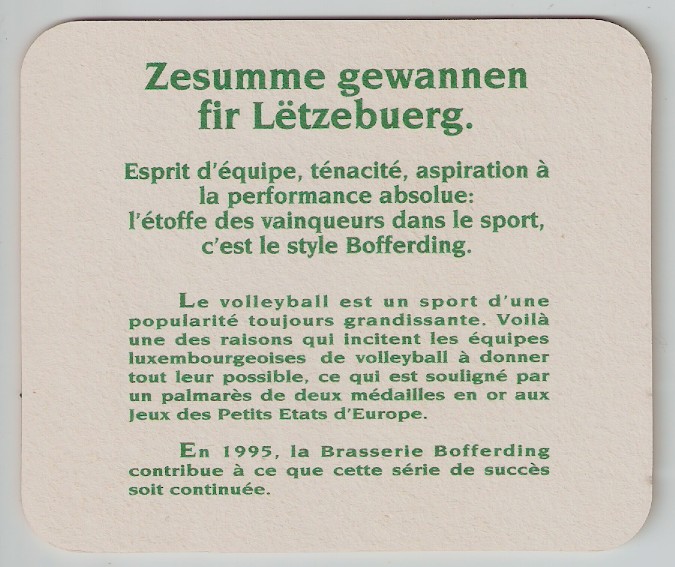 Zesumme gewannen
fir Lëtzebuerg.
Esprit d'équipe, ténacité, aspiration à
la performance absolue:
l'étoffe des vainqueurs dans le sport,
c'est le style Bofferding.
Le volleyball est un sport d'une
popularité toujours grandissante. Voilà
une des raisons qui incitent les équipes
luxembourgeoises de volleyball à donner
tout leur possible, ce qui est souligné par
un palmarès de deux médailles en or aux
Jeux des Petits Etats d'Europe.
En 1995, la Brasserie Bofferding
contribue à ce que cette série de succès
soit continuée.